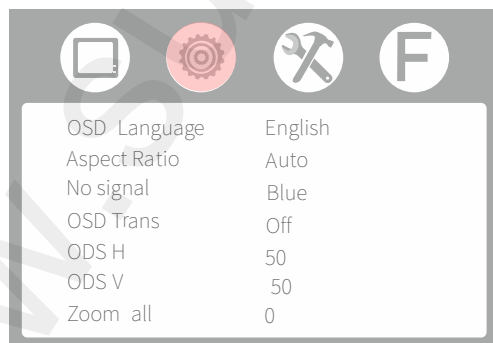 F
OSD Language English
Aspect Ratio Auto
No signal Blue
OSD Trans Off
ODS H 50
ODS V 50
Zoom all 0